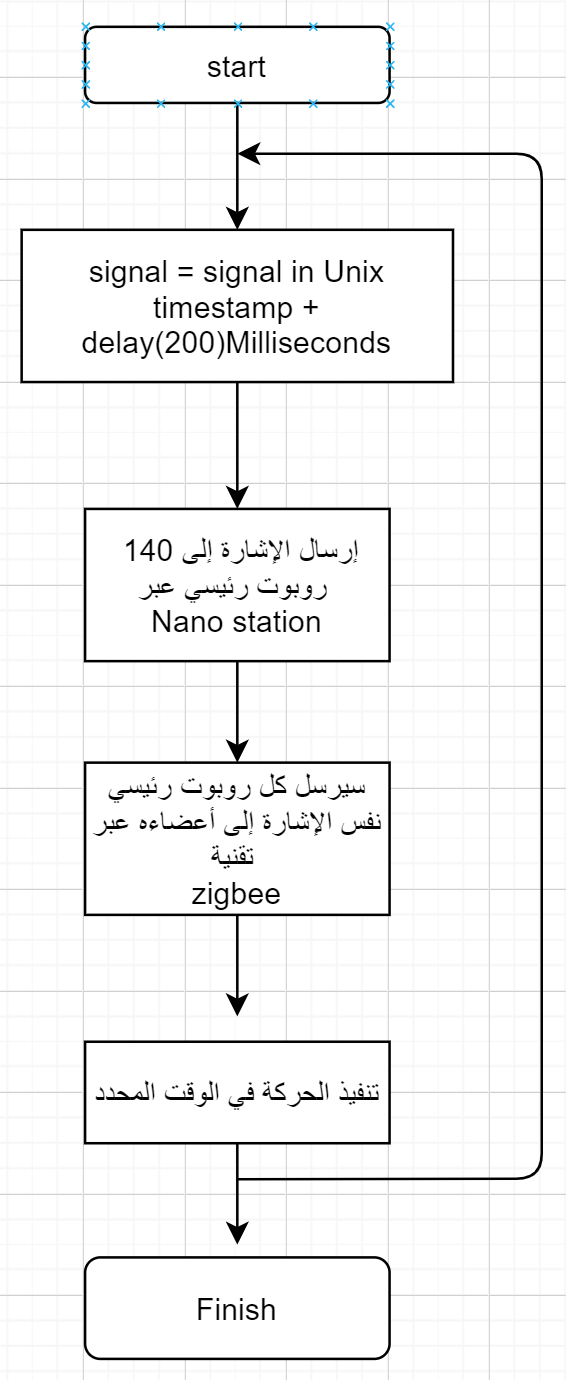 start
signal = signal in Unix
timestamp +
delay(200)Milliseconds
إرسال الإشارة إلى 140
روبوت رئيسي عبر
Nano station
سيرسل كل روبوت رئيسي
نفس الإشارة إلى أعضاءه عبر
تقنية
zigbee
تنفيذ الحركة في الوقت المحدد
Finish